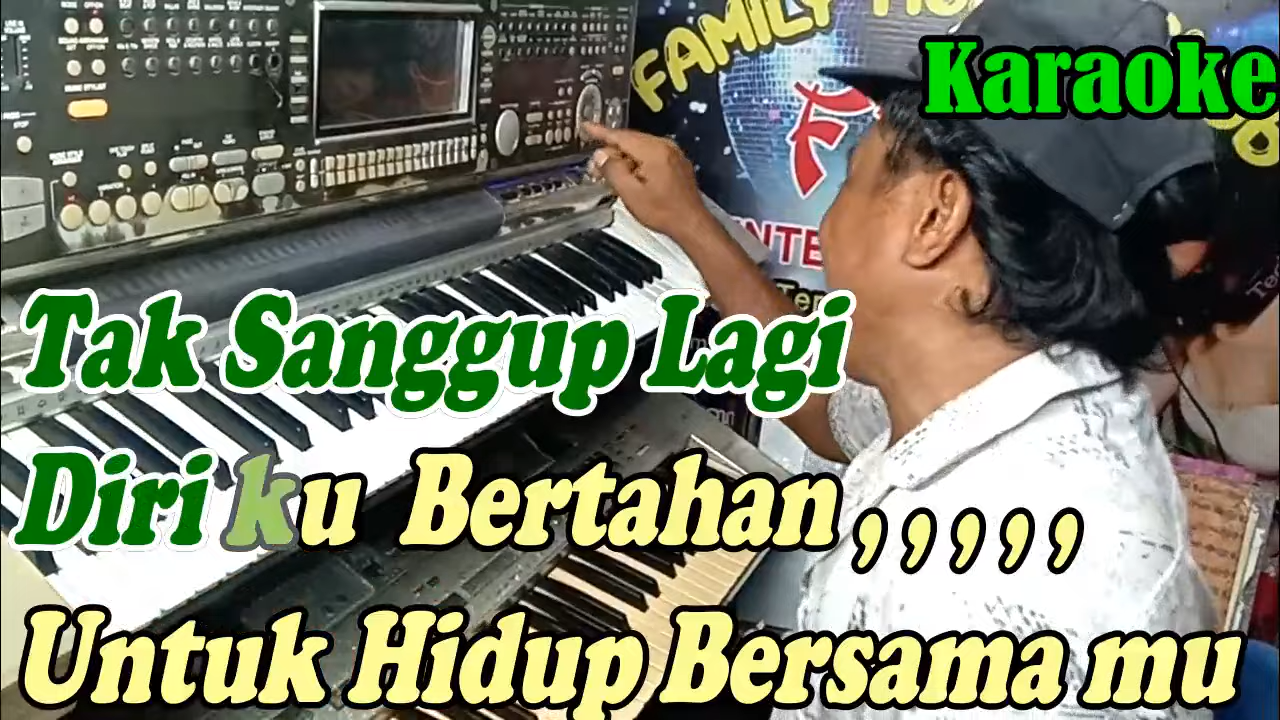 Karaoke
FAMILY
Tak Sanggup Lagi
Diri ku Bertahan , , , , ,
Untuk Hidup Bersama mu